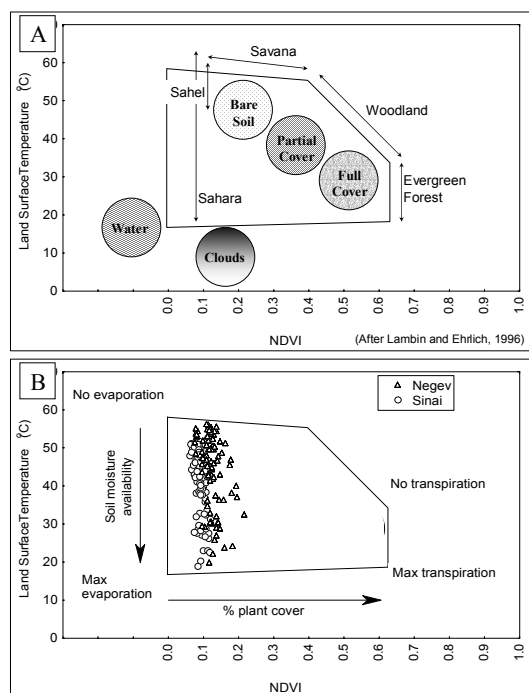 A
Land SurfaceTemperature (°C)
70
60
50
40
30
20
10
0
Savana
Sahel
Bare
Soil
Woodland
Partial
Cover
Full
Cover
Sahara
Evergreen
Forest
Water
Clouds
0.0
0.1
0.2
0.3
0.4
0.5
0.6
0.7
0.8
0.9
1.0
NDVI
(After Lambin and Ehrlich, 1996)
B
Land SurfaceTemperature (°C)
70
60
50
40
30
20
10
0
No evaporation
Negev
Sinai
Soil moisture
availability
No transpiration
Max
evaporation
Max transpiration
% plant cover
0.0
0.1
0.2
0.3
0.4
0.5
0.6
0.7
0.8
0.9
1.0
NDVI